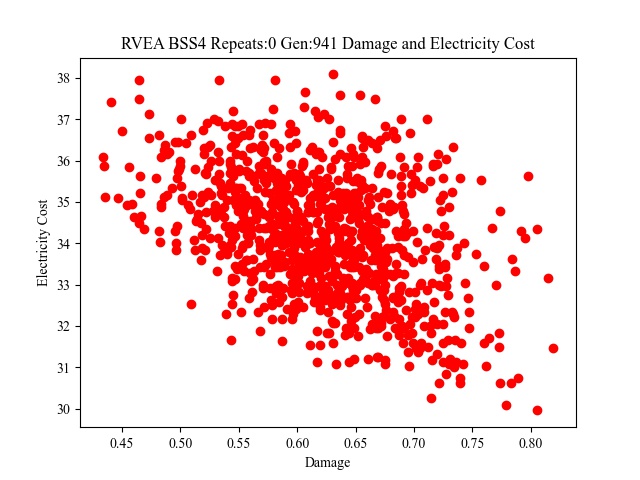 RVEA BSS4 Repeats:0 Gen:941 Damage and Electricity Cost
38
37
36
35
34
33
32
31
30
Electricity Cost
0.45 0.50 0.55 0.60 0.65 0.70 0.75 0.80
Damage